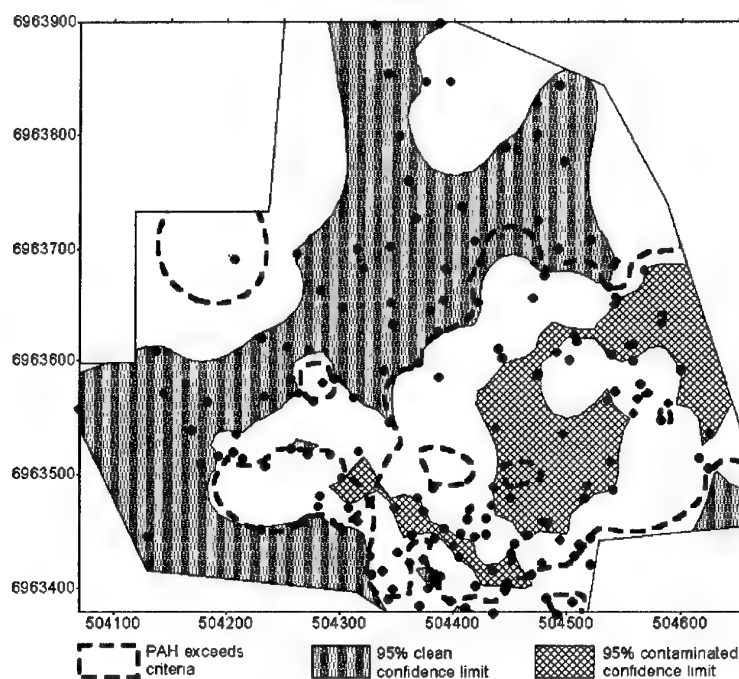 6963900
6963800
6963700
6963600
6963500
6963400
504100 504200 504300 504400 504500 504600
PAH exceeds criteria
95% clean confidence limit
95% contaminated confidence limit